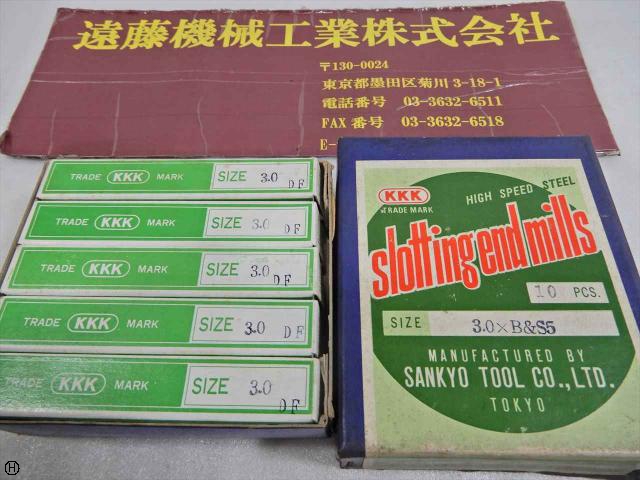 遠藤機械工業株式会社
〒130-0024
東京都墨田区菊川3-18-1
電話番号 03-3632-6511
FAX番号 03-3632-6518
E-
TRADE KKK MARK SIZE 3.0 DF
TRADE KKK MARK SIZE 3.0 DF
TRADE KKK MARK SIZE 3.0 DF
TRADE KKK MARK SIZE 3.0 DF
TRADE KKK MARK SIZE 3.0 DF
KKK
TRADE MARK
HIGH SPEED STEEL
slotting end mills
10 PCS.
SIZE 3.0×B&S5
MANUFACTURED BY
SANKYO TOOL CO., LTD.
TOKYO
H